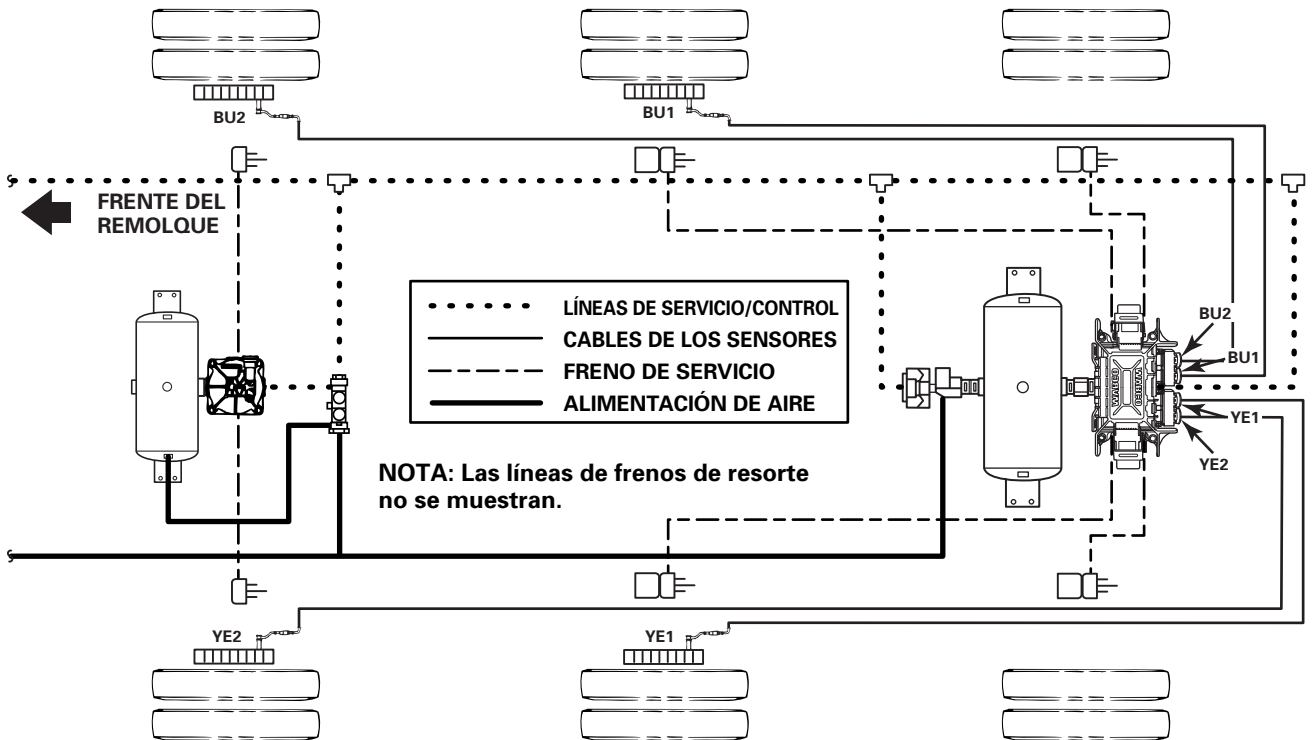 BU2
BU1
FRENTE DEL
REMOLQUE
LÍNEAS DE SERVICIO/CONTROL
CABLES DE LOS SENSORES
FRENO DE SERVICIO
ALIMENTACIÓN DE AIRE
BU2
BU1
YE1
YE2
NOTA: Las líneas de frenos de resorte
no se muestran.
YE2
YE1